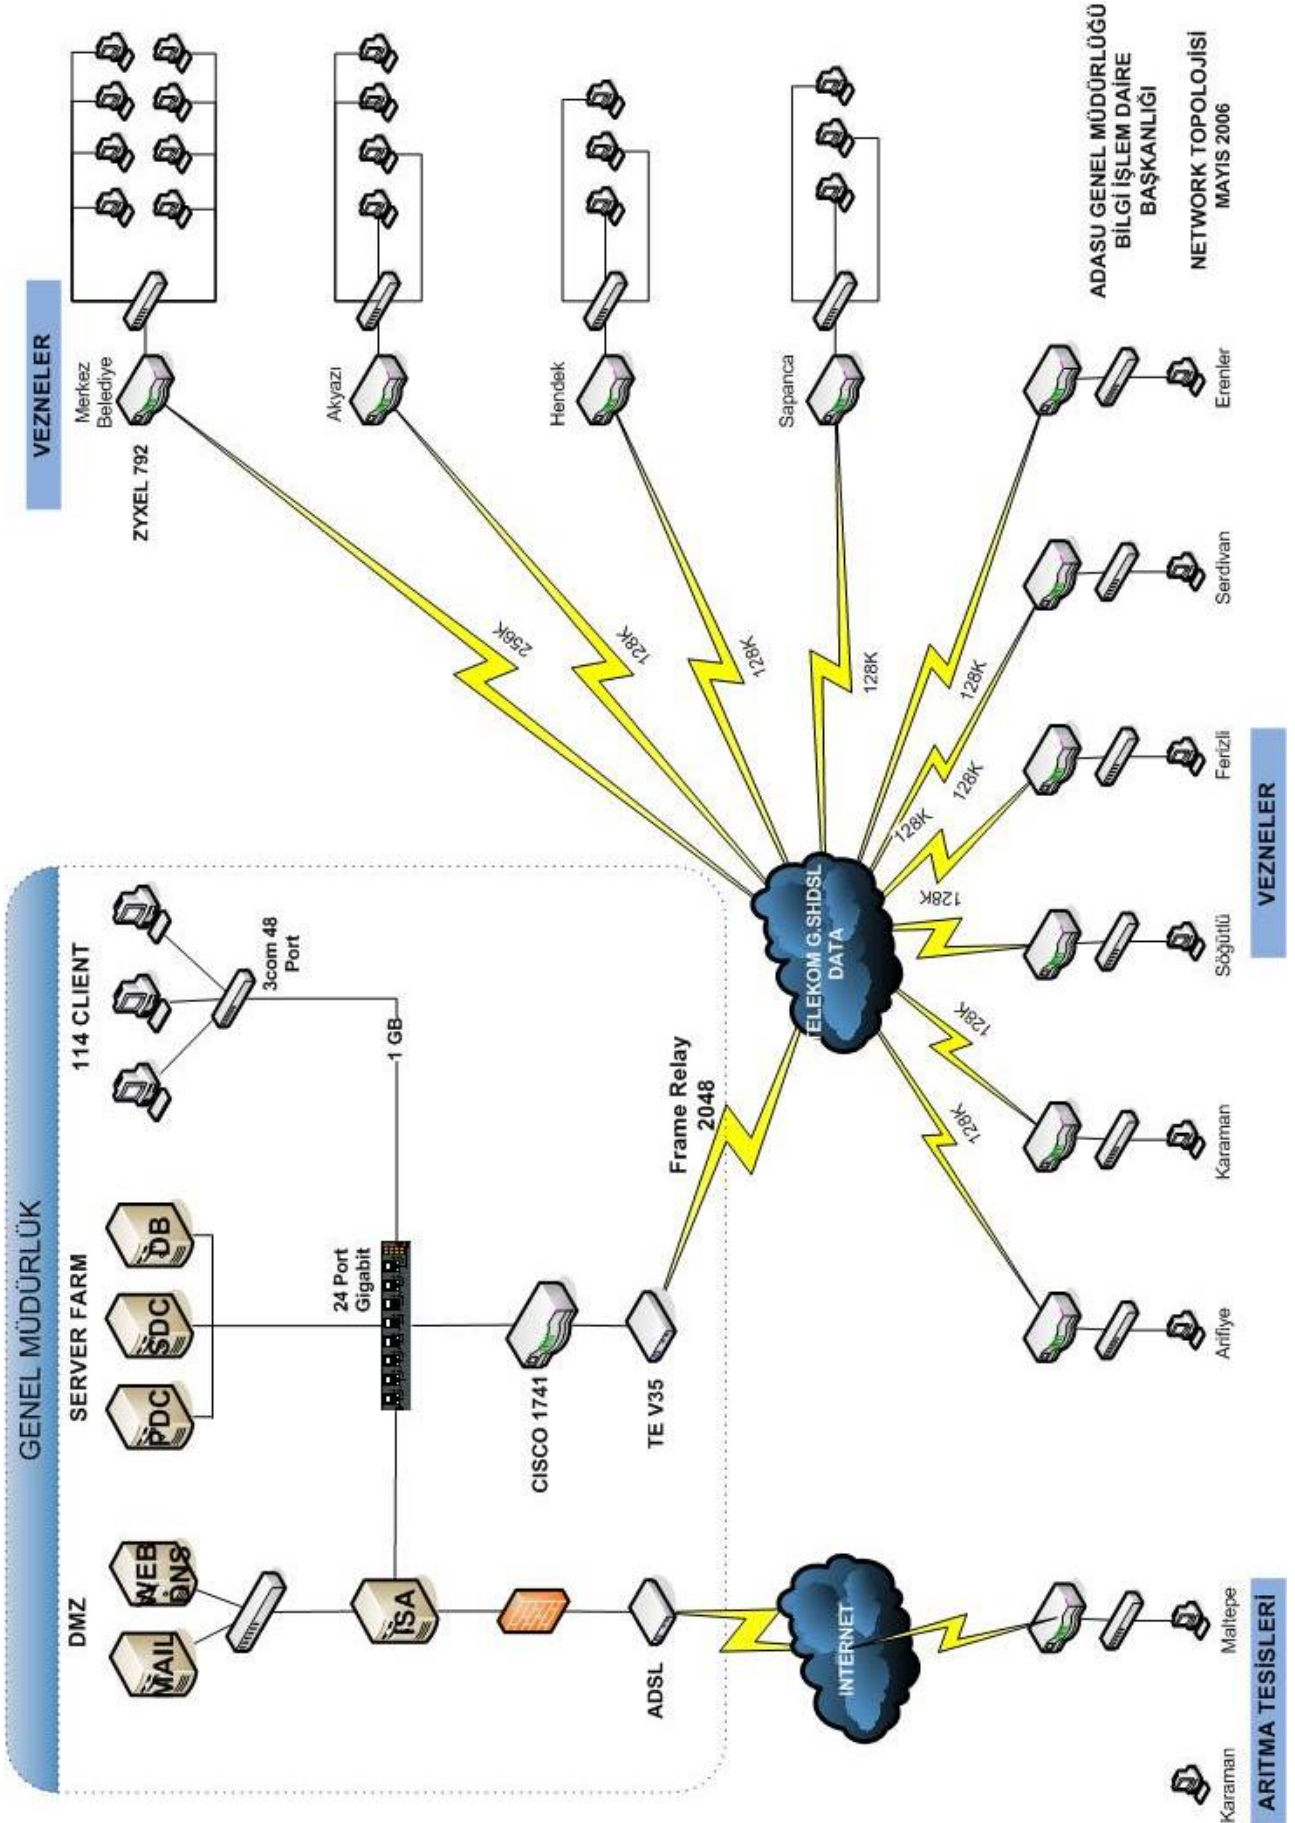 GENEL MÜDÜRLÜK
DMZ
SERVER FARM
114 CLIENT
MAIL
WEB
DNS
PDC
SDC
DB
3com 48
Port
ISA
24 Port
Gigabit
1 GB
CISCO 1741
ADSL
TE V35
Frame Relay
2048
INTERNET
TELEKOM G.SHDSL
DATA
VEZNELER
Merkez
Belediye
ZYXEL 792
Akyazı
Hendek
Sapanca
256K
128K
128K
128K
128K
128K
128K
128K
128K
128K
Karaman
Maltepe
Arifiye
Karaman
Söğütlü
Ferizli
Serdivan
Erenler
ARITMA TESİSLERİ
VEZNELER
ADASU GENEL MÜDÜRLÜĞÜ
BİLGİ İŞLEM DAİRE
BAŞKANLIĞI
NETWORK TOPOLOJİSİ
MAYIS 2006